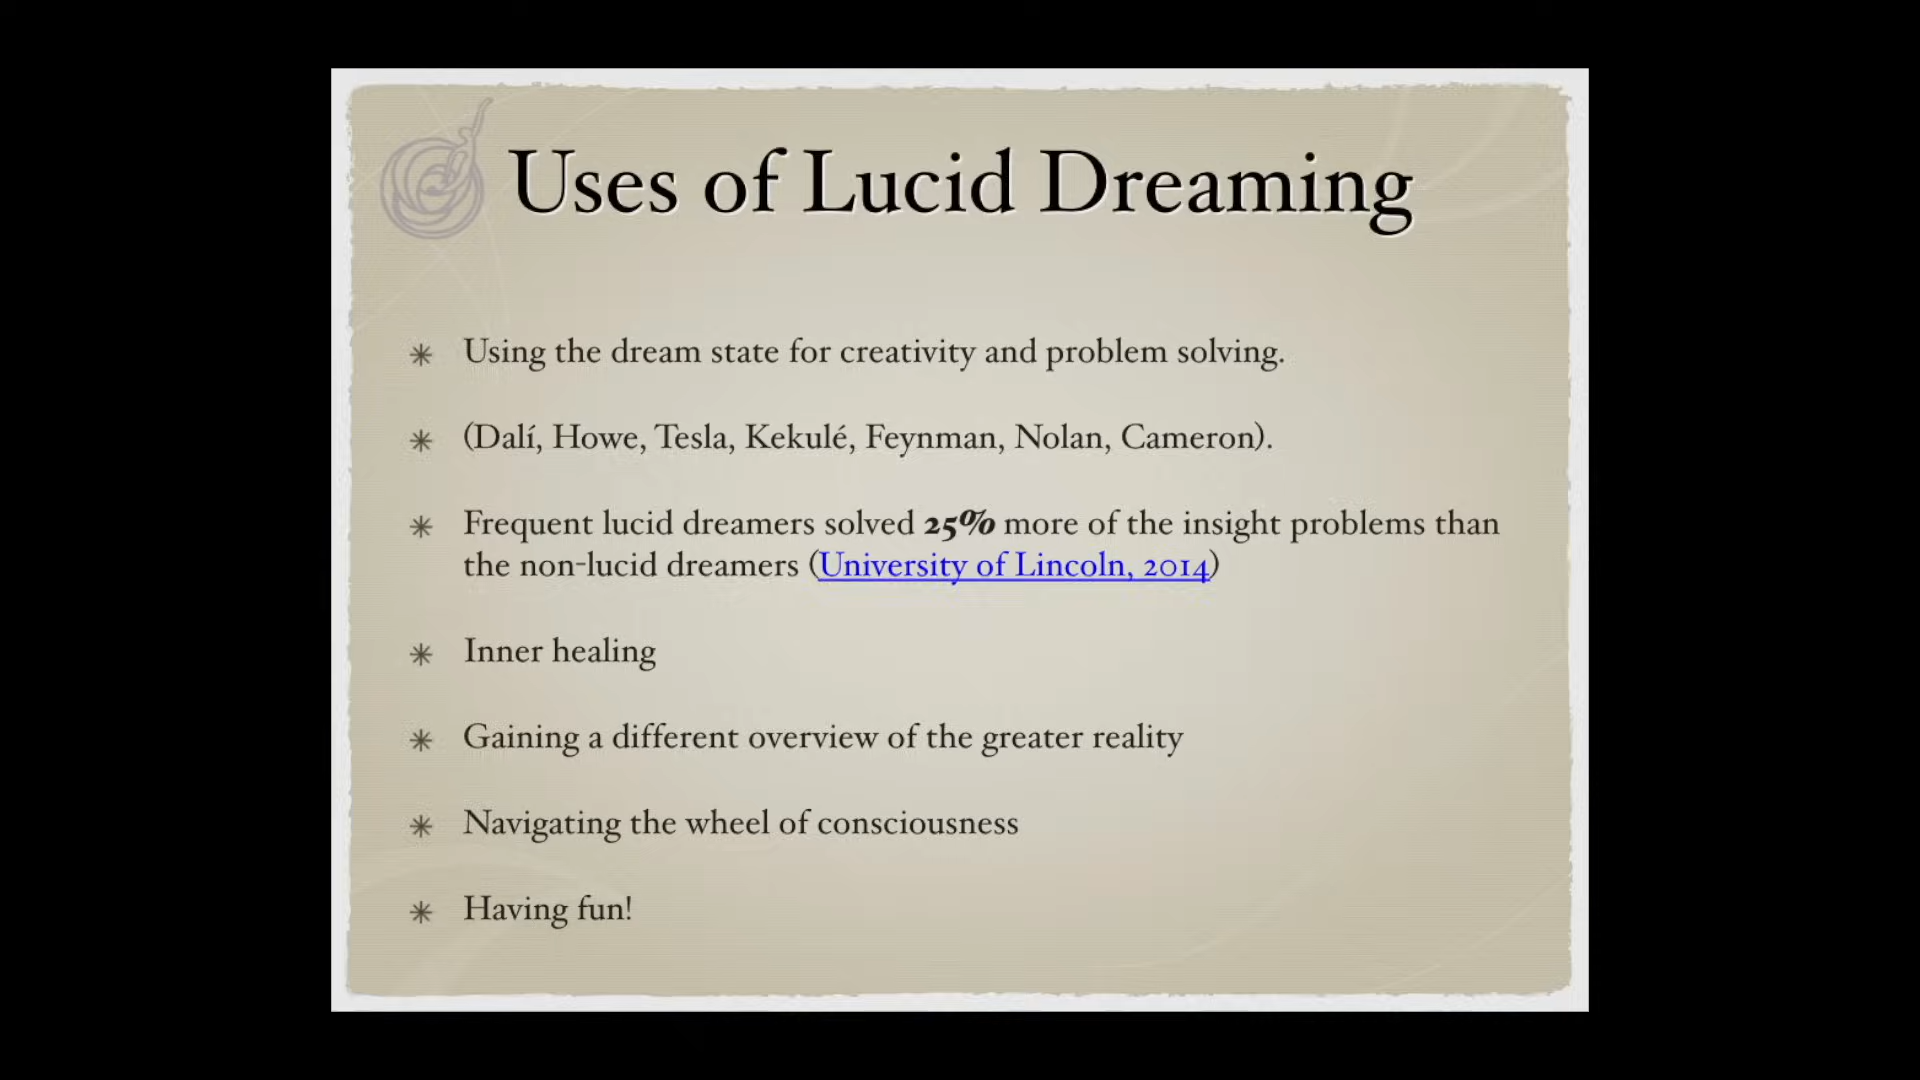 Uses of Lucid Dreaming
Using the dream state for creativity and problem solving.
(Dalí, Howe, Tesla, Kekulé, Feynman, Nolan, Cameron).
Frequent lucid dreamers solved 25% more of the insight problems than
the non-lucid dreamers (University of Lincoln, 2014)
Inner healing
Gaining a different overview of the greater reality
Navigating the wheel of consciousness
Having fun!